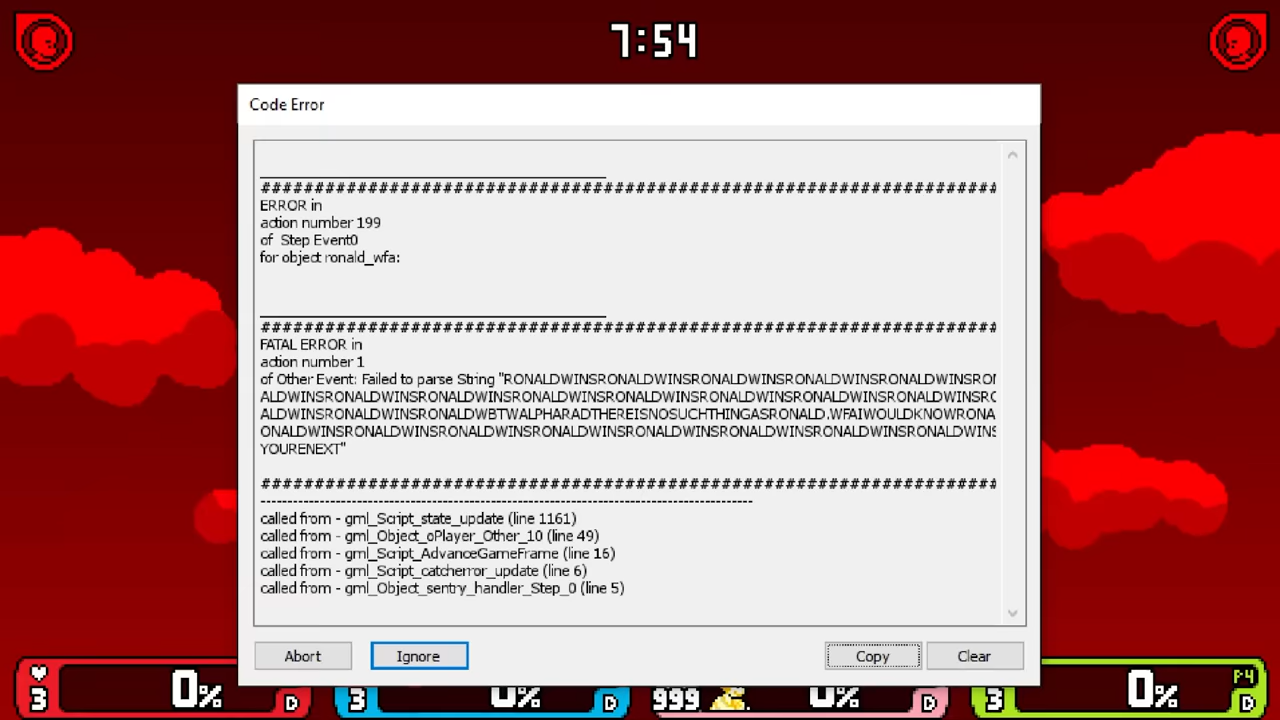 7:54
Code Error
###################################################################################
ERROR in
action number 199
of  Step Event0
for object ronald_wfa:
###################################################################################
FATAL ERROR in
action number 1
of Other Event: Failed to parse String "RONALDWINSRONALDWINSRONALDWINSRONALDWINSRONALDWINSRON
ALDWINSRONALDWINSRONALDWINSRONALDWINSRONALDWINSRONALDWINSRONALDWINSRO
ALDWINSRONALDWINSRONALDWBTWALPHARADTHEREISNOSUCHTHINGASRONALD.WFAIWOULDKNOWRONA
ONALDWINSRONALDWINSRONALDWINSRONALDWINSRONALDWINSRONALDWINSRONALDWINS
YOURENEXT"
###################################################################################
--------------------------------------------------------------------------------------------
called from - gml_Script_state_update (line 1161)
called from - gml_Object_oPlayer_Other_10 (line 49)
called from - gml_Script_AdvanceGameFrame (line 16)
called from - gml_Script_catcherror_update (line 6)
called from - gml_Object_sentry_handler_Step_0 (line 5)
Abort Ignore Copy Clear
3 0% D 3 0% D 999 0% D 3 0% P4 D